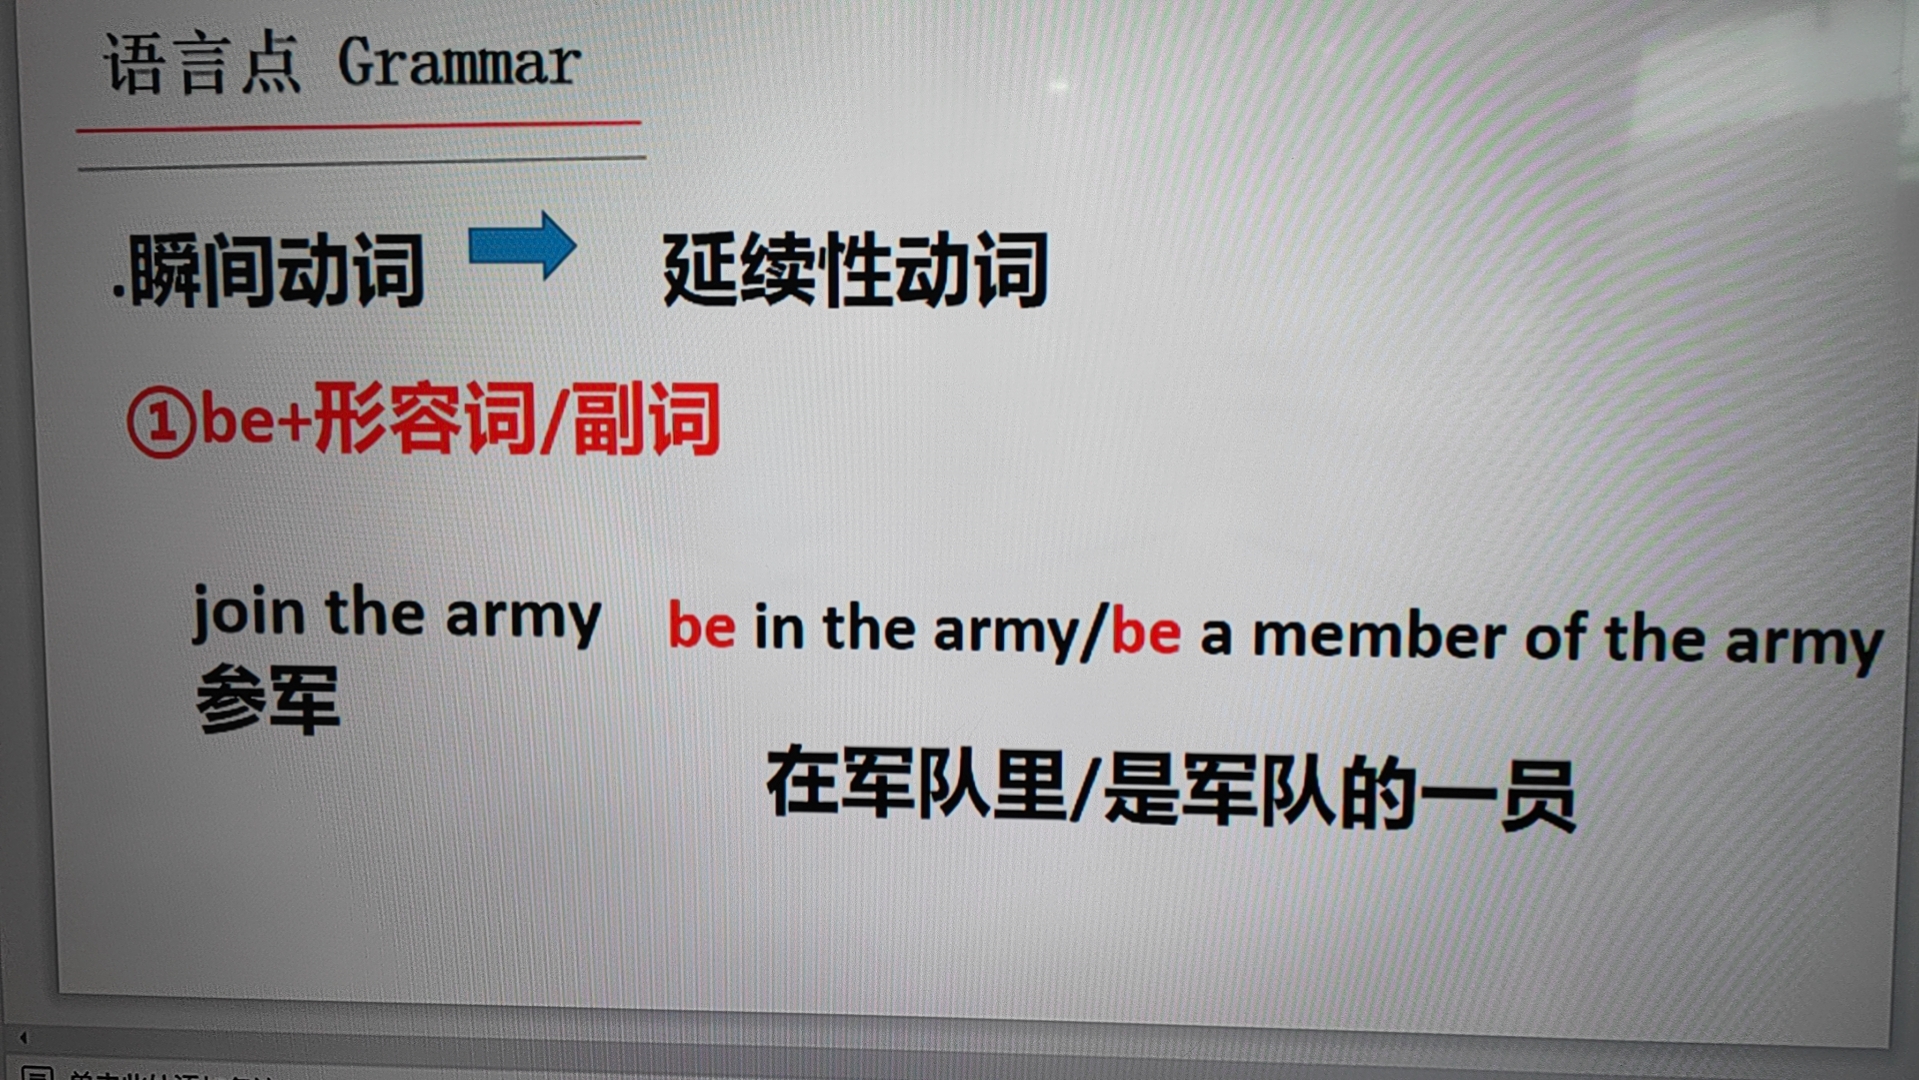 语言点 Grammar
.瞬间动词 延续性动词
①be+形容词/副词
join the army be in the army/be a member of the army
参军
在军队里/是军队的一员